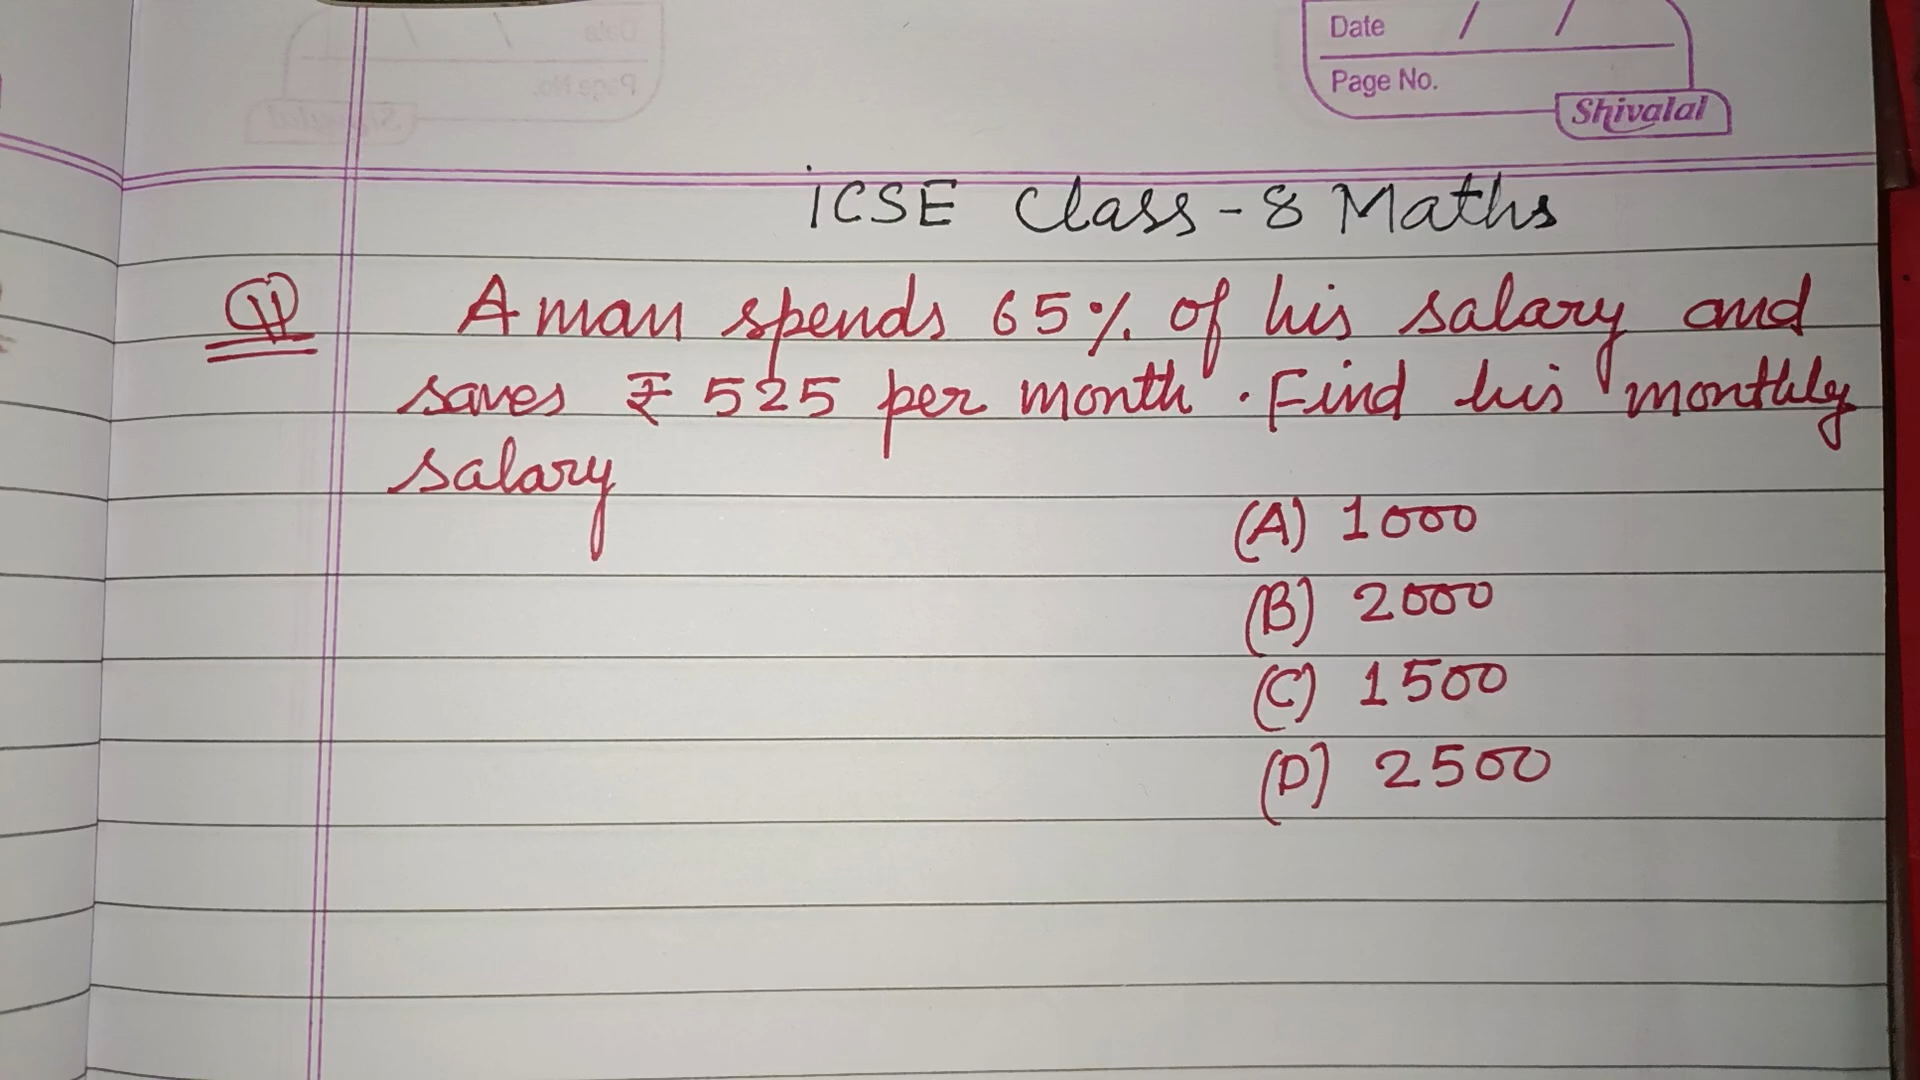 Date / /
Page No.
Shivalal
iCSE Class-8 Maths
Q A man spends 65% of his salary and
saves ₹ 525 per month. Find his monthly
salary
(A) 1000
(B) 2000
(C) 1500
(D) 2500